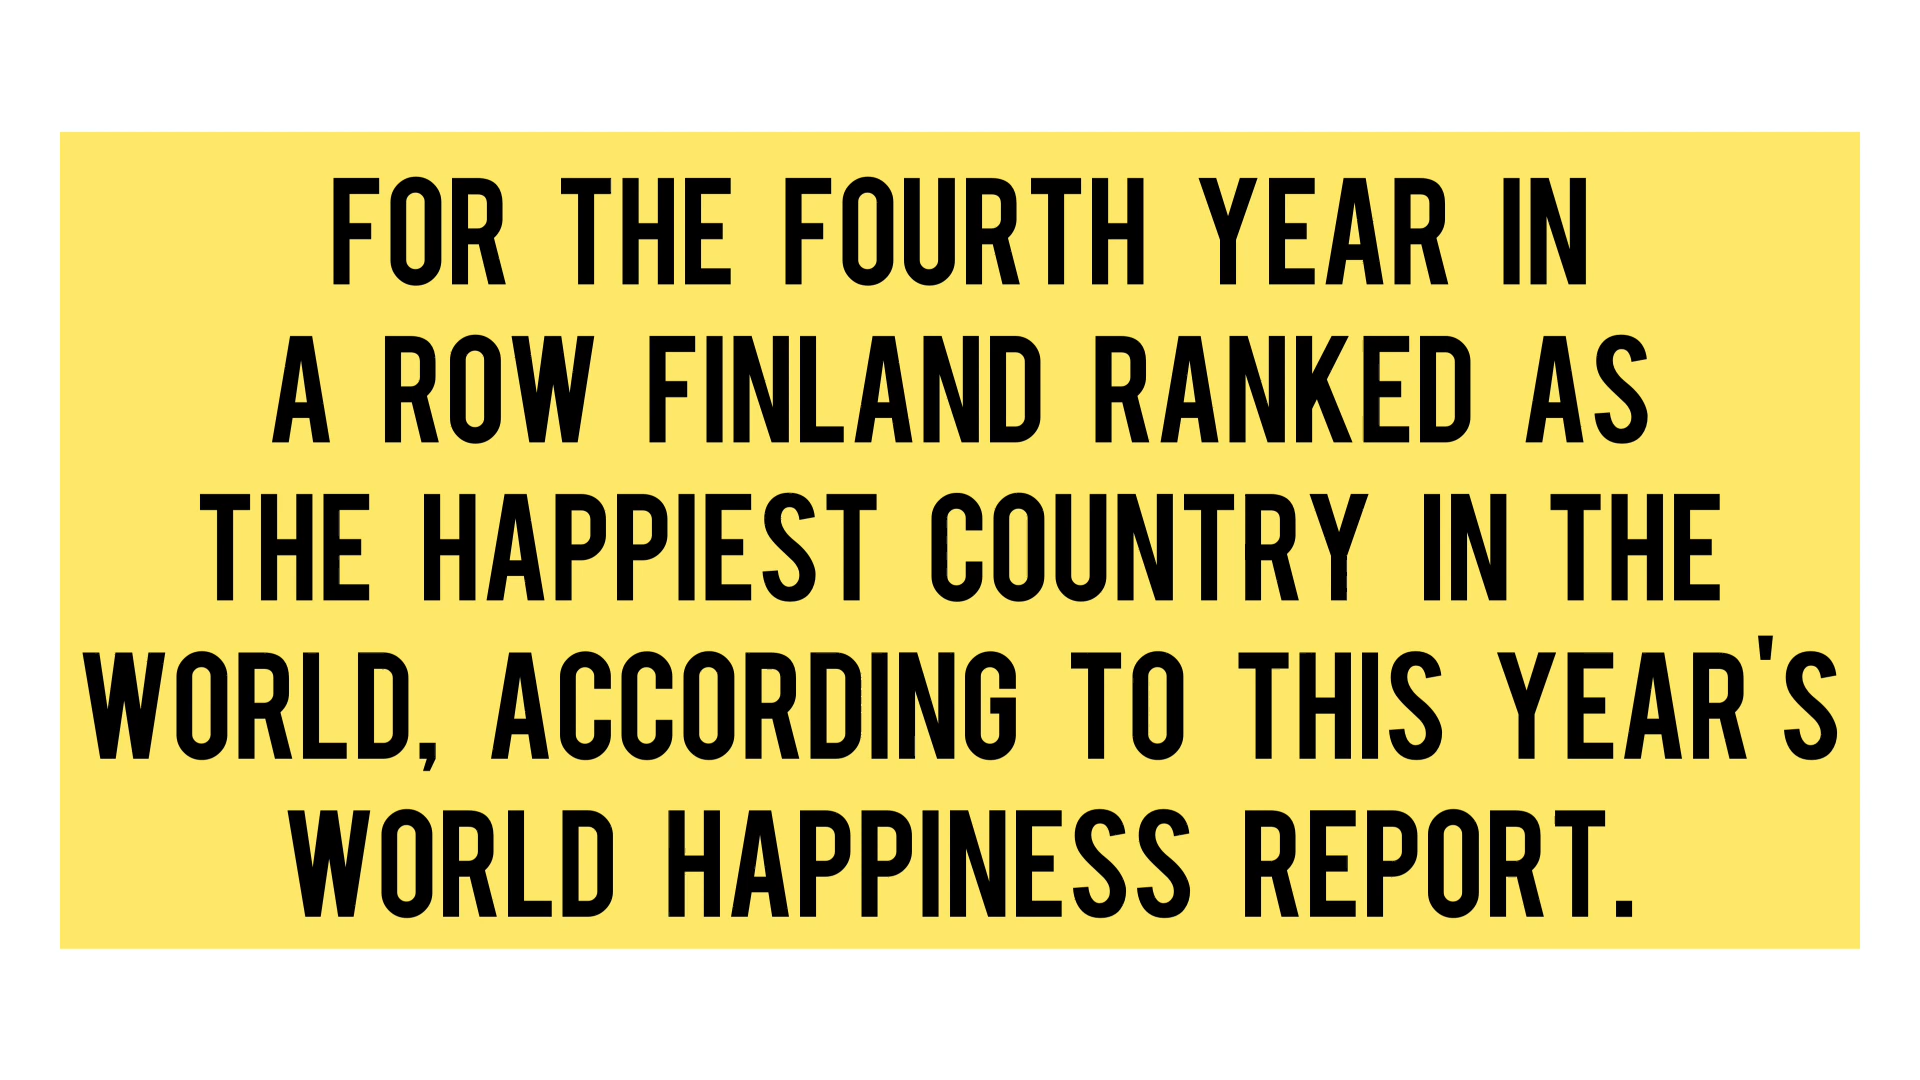 FOR THE FOURTH YEAR IN
A ROW FINLAND RANKED AS
THE HAPPIEST COUNTRY IN THE
WORLD, ACCORDING TO THIS YEAR'S
WORLD HAPPINESS REPORT.